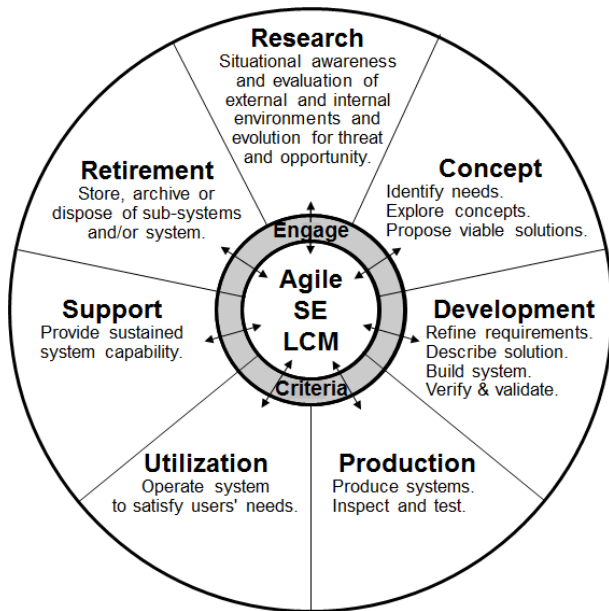 Research
Situational awareness
and evaluation of
external and internal
environments and
evolution for threat
and opportunity.
Concept
Identify needs.
Explore concepts.
Propose viable solutions.
Development
Refine requirements.
Describe solution.
Build system.
Verify & validate.
Production
Produce systems.
Inspect and test.
Utilization
Operate system
to satisfy users' needs.
Support
Provide sustained
system capability.
Retirement
Store, archive or
dispose of sub-systems
and/or system.
Engage
Agile
SE
LCM
Criteria